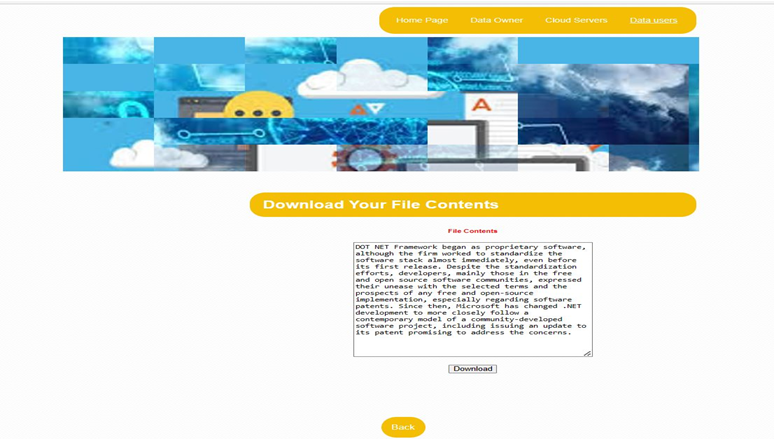 Home Page Data Owner Cloud Servers Data users
A
Download Your File Contents
File Contents
DOT NET Framework began as proprietary software,
although the firm worked to standardize the
software stack almost immediately, even before
its first release. Despite the standardization
efforts, developers, mainly those in the free
and open source software communities, expressed
their unease with the selected terms and the
prospects of any free and open-source
implementation, especially regarding software
patents. Since then, Microsoft has changed .NET
development to more closely follow a
contemporary model of a community-developed
software project, including issuing an update to
its patent promising to address the concerns.
Download
Back